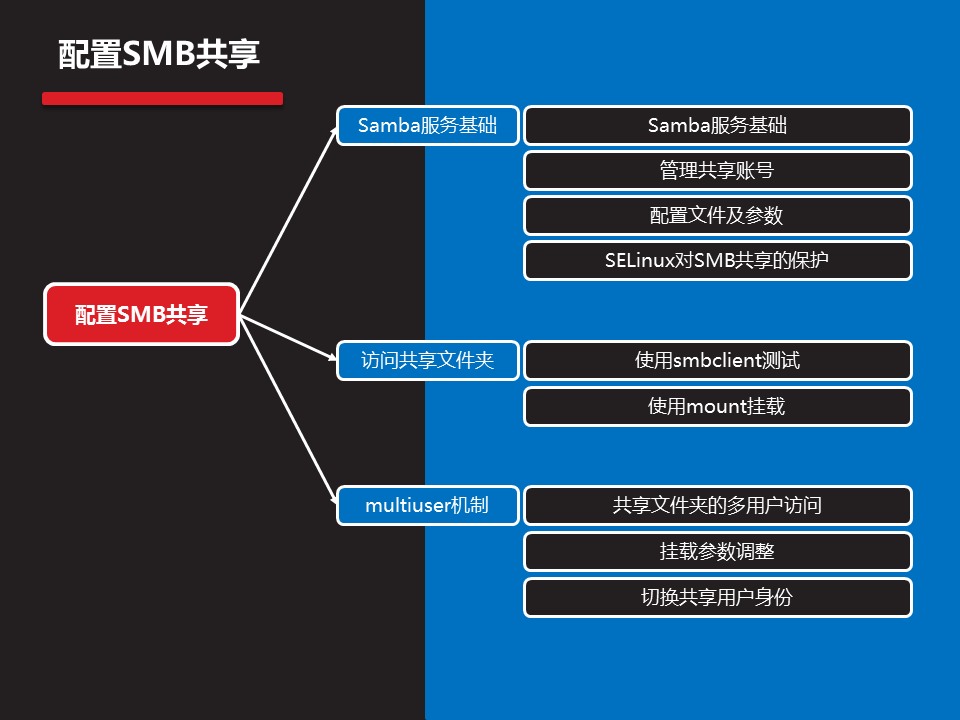 配置SMB共享
配置SMB共享
Samba服务基础
Samba服务基础
管理共享账号
配置文件及参数
SELinux对SMB共享的保护
访问共享文件夹
使用smbclient测试
使用mount挂载
multiuser机制
共享文件夹的多用户访问
挂载参数调整
切换共享用户身份